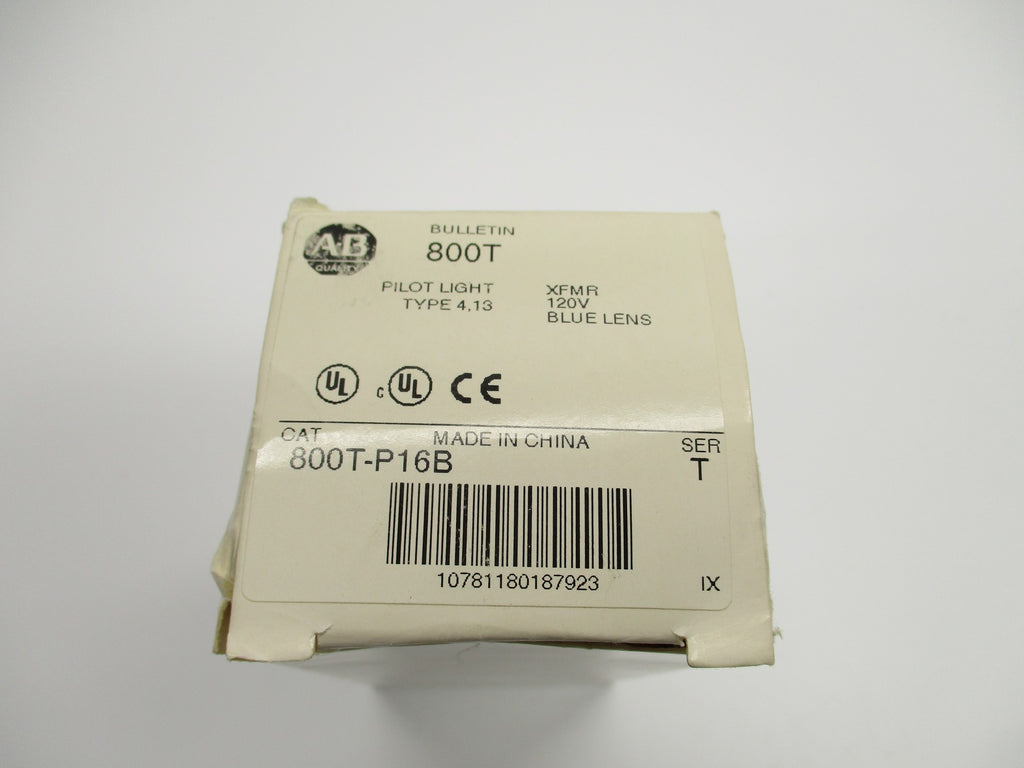 A-B
QUALITY
BULLETIN
800T
PILOT LIGHT
TYPE 4,13
XFMR
120V
BLUE LENS
UL
c UL CE
CAT
MADE IN CHINA
SER
800T-P16B
T
10781180187923
IX